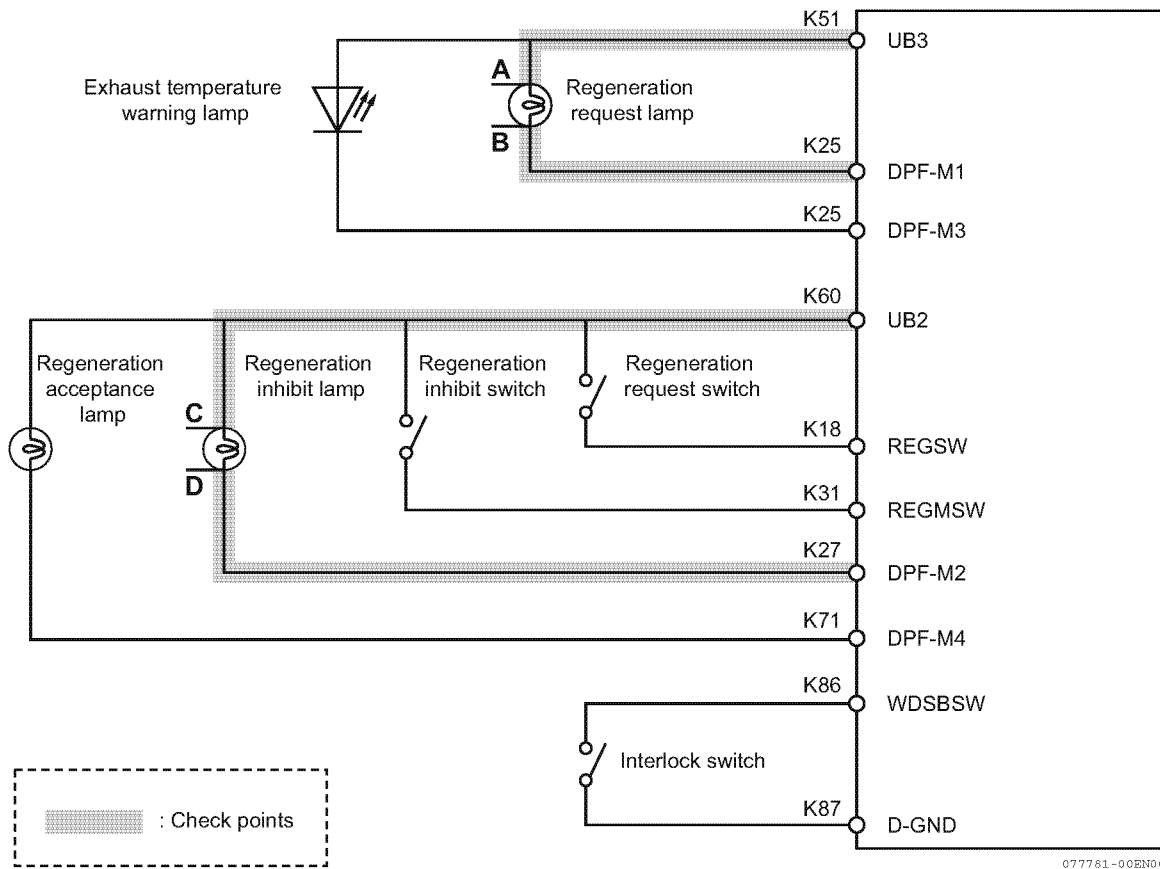 K51
UB3
A
Exhaust temperature
warning lamp
Regeneration
request lamp
B
K25
DPF-M1
K25
DPF-M3
K60
UB2
Regeneration
acceptance
lamp
Regeneration
inhibit lamp
Regeneration
inhibit switch
Regeneration
request switch
C
D
K18
REGSW
K31
REGMSW
K27
DPF-M2
K71
DPF-M4
K86
WDSBSW
Interlock switch
K87
D-GND
: Check points